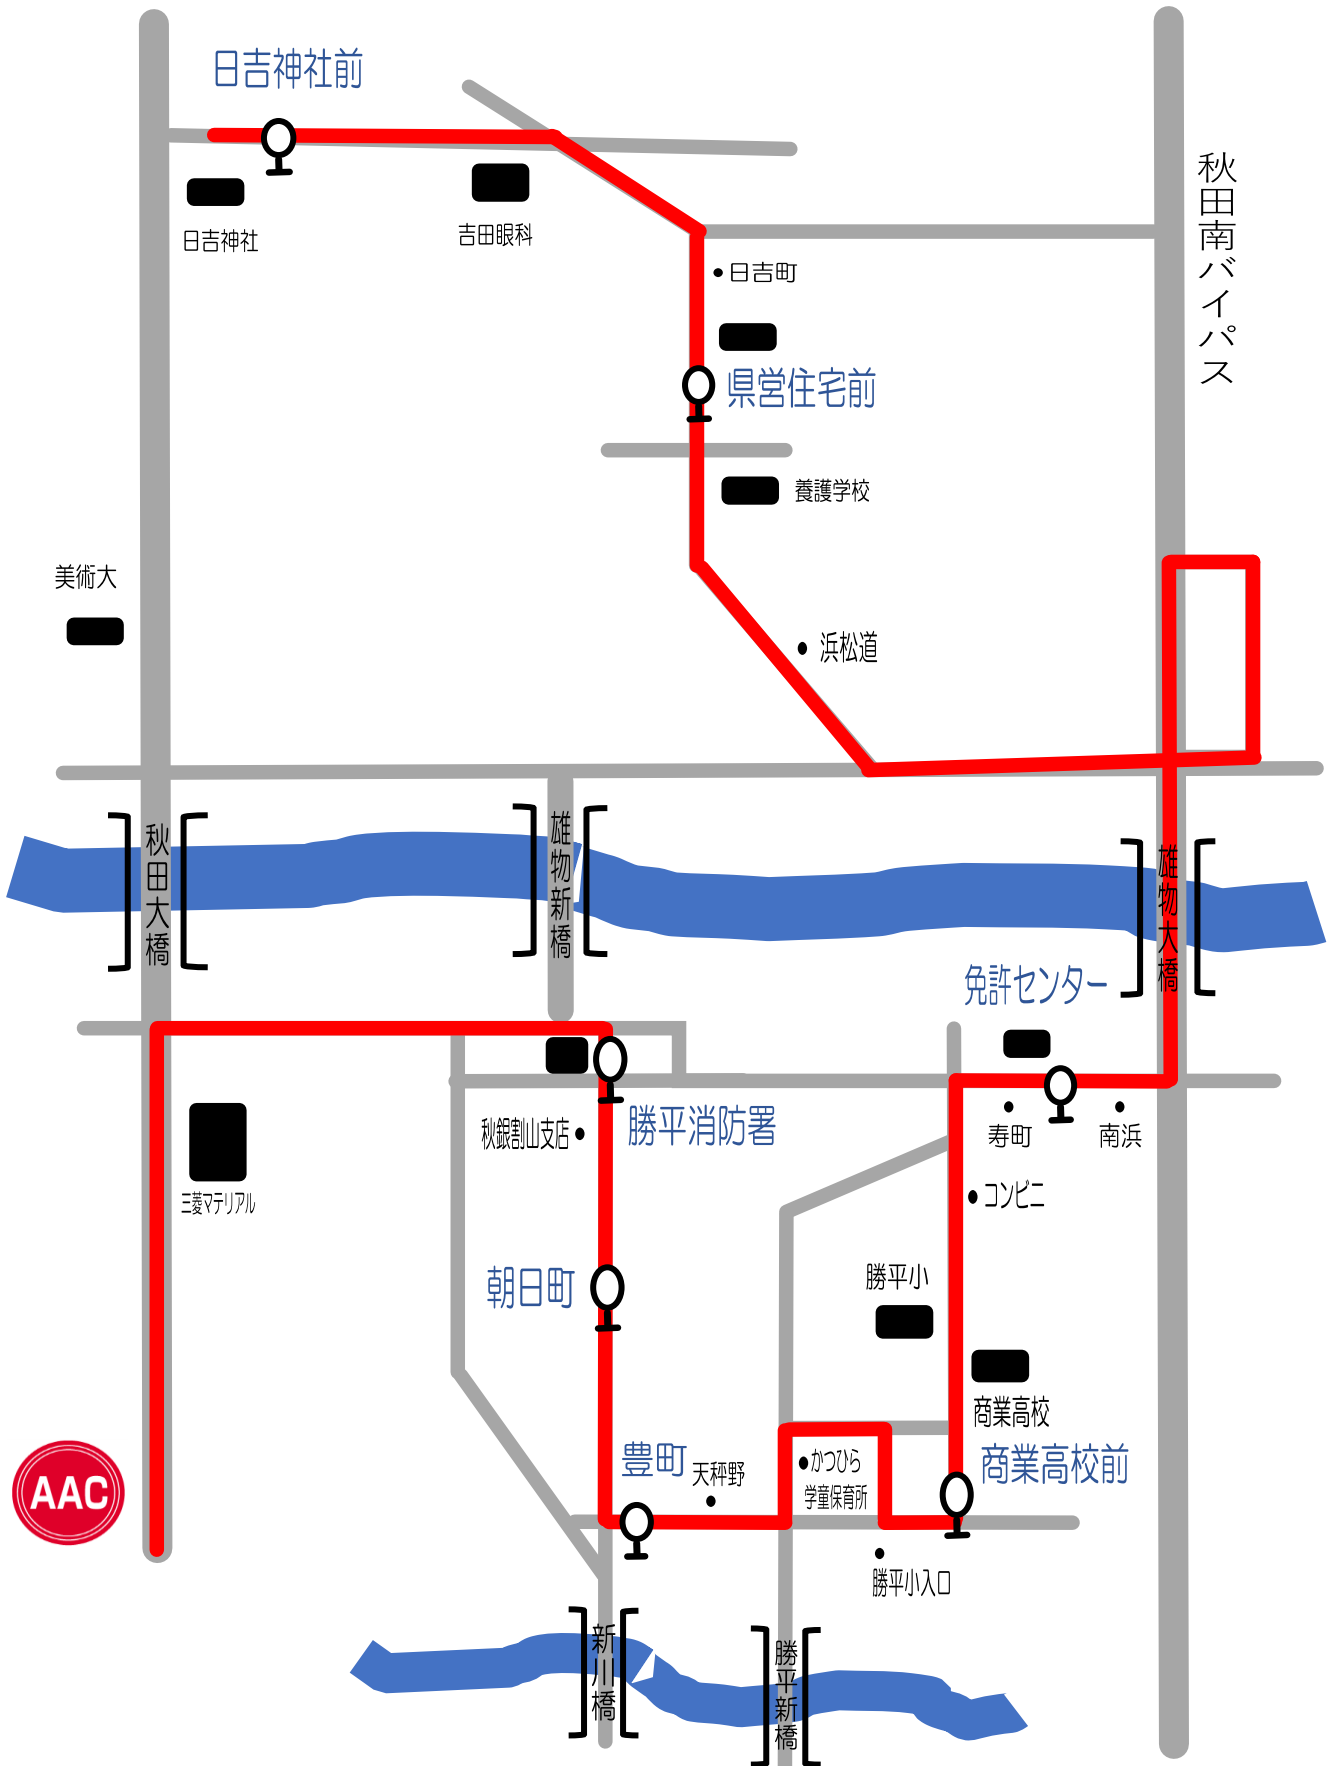 日吉神社前
日吉神社
吉田眼科
秋田南バイパス
日吉町
県営住宅前
養護学校
美術大
浜松道
秋田大橋
雄物新橋
雄物大橋
免許センター
寿町
南浜
秋銀割山支店
勝平消防署
三菱マテリアル
コンビニ
朝日町
勝平小
商業高校
商業高校前
豊町
天秤野
かつひら
学童保育所
AAC
勝平小入口
新川橋
勝平新橋